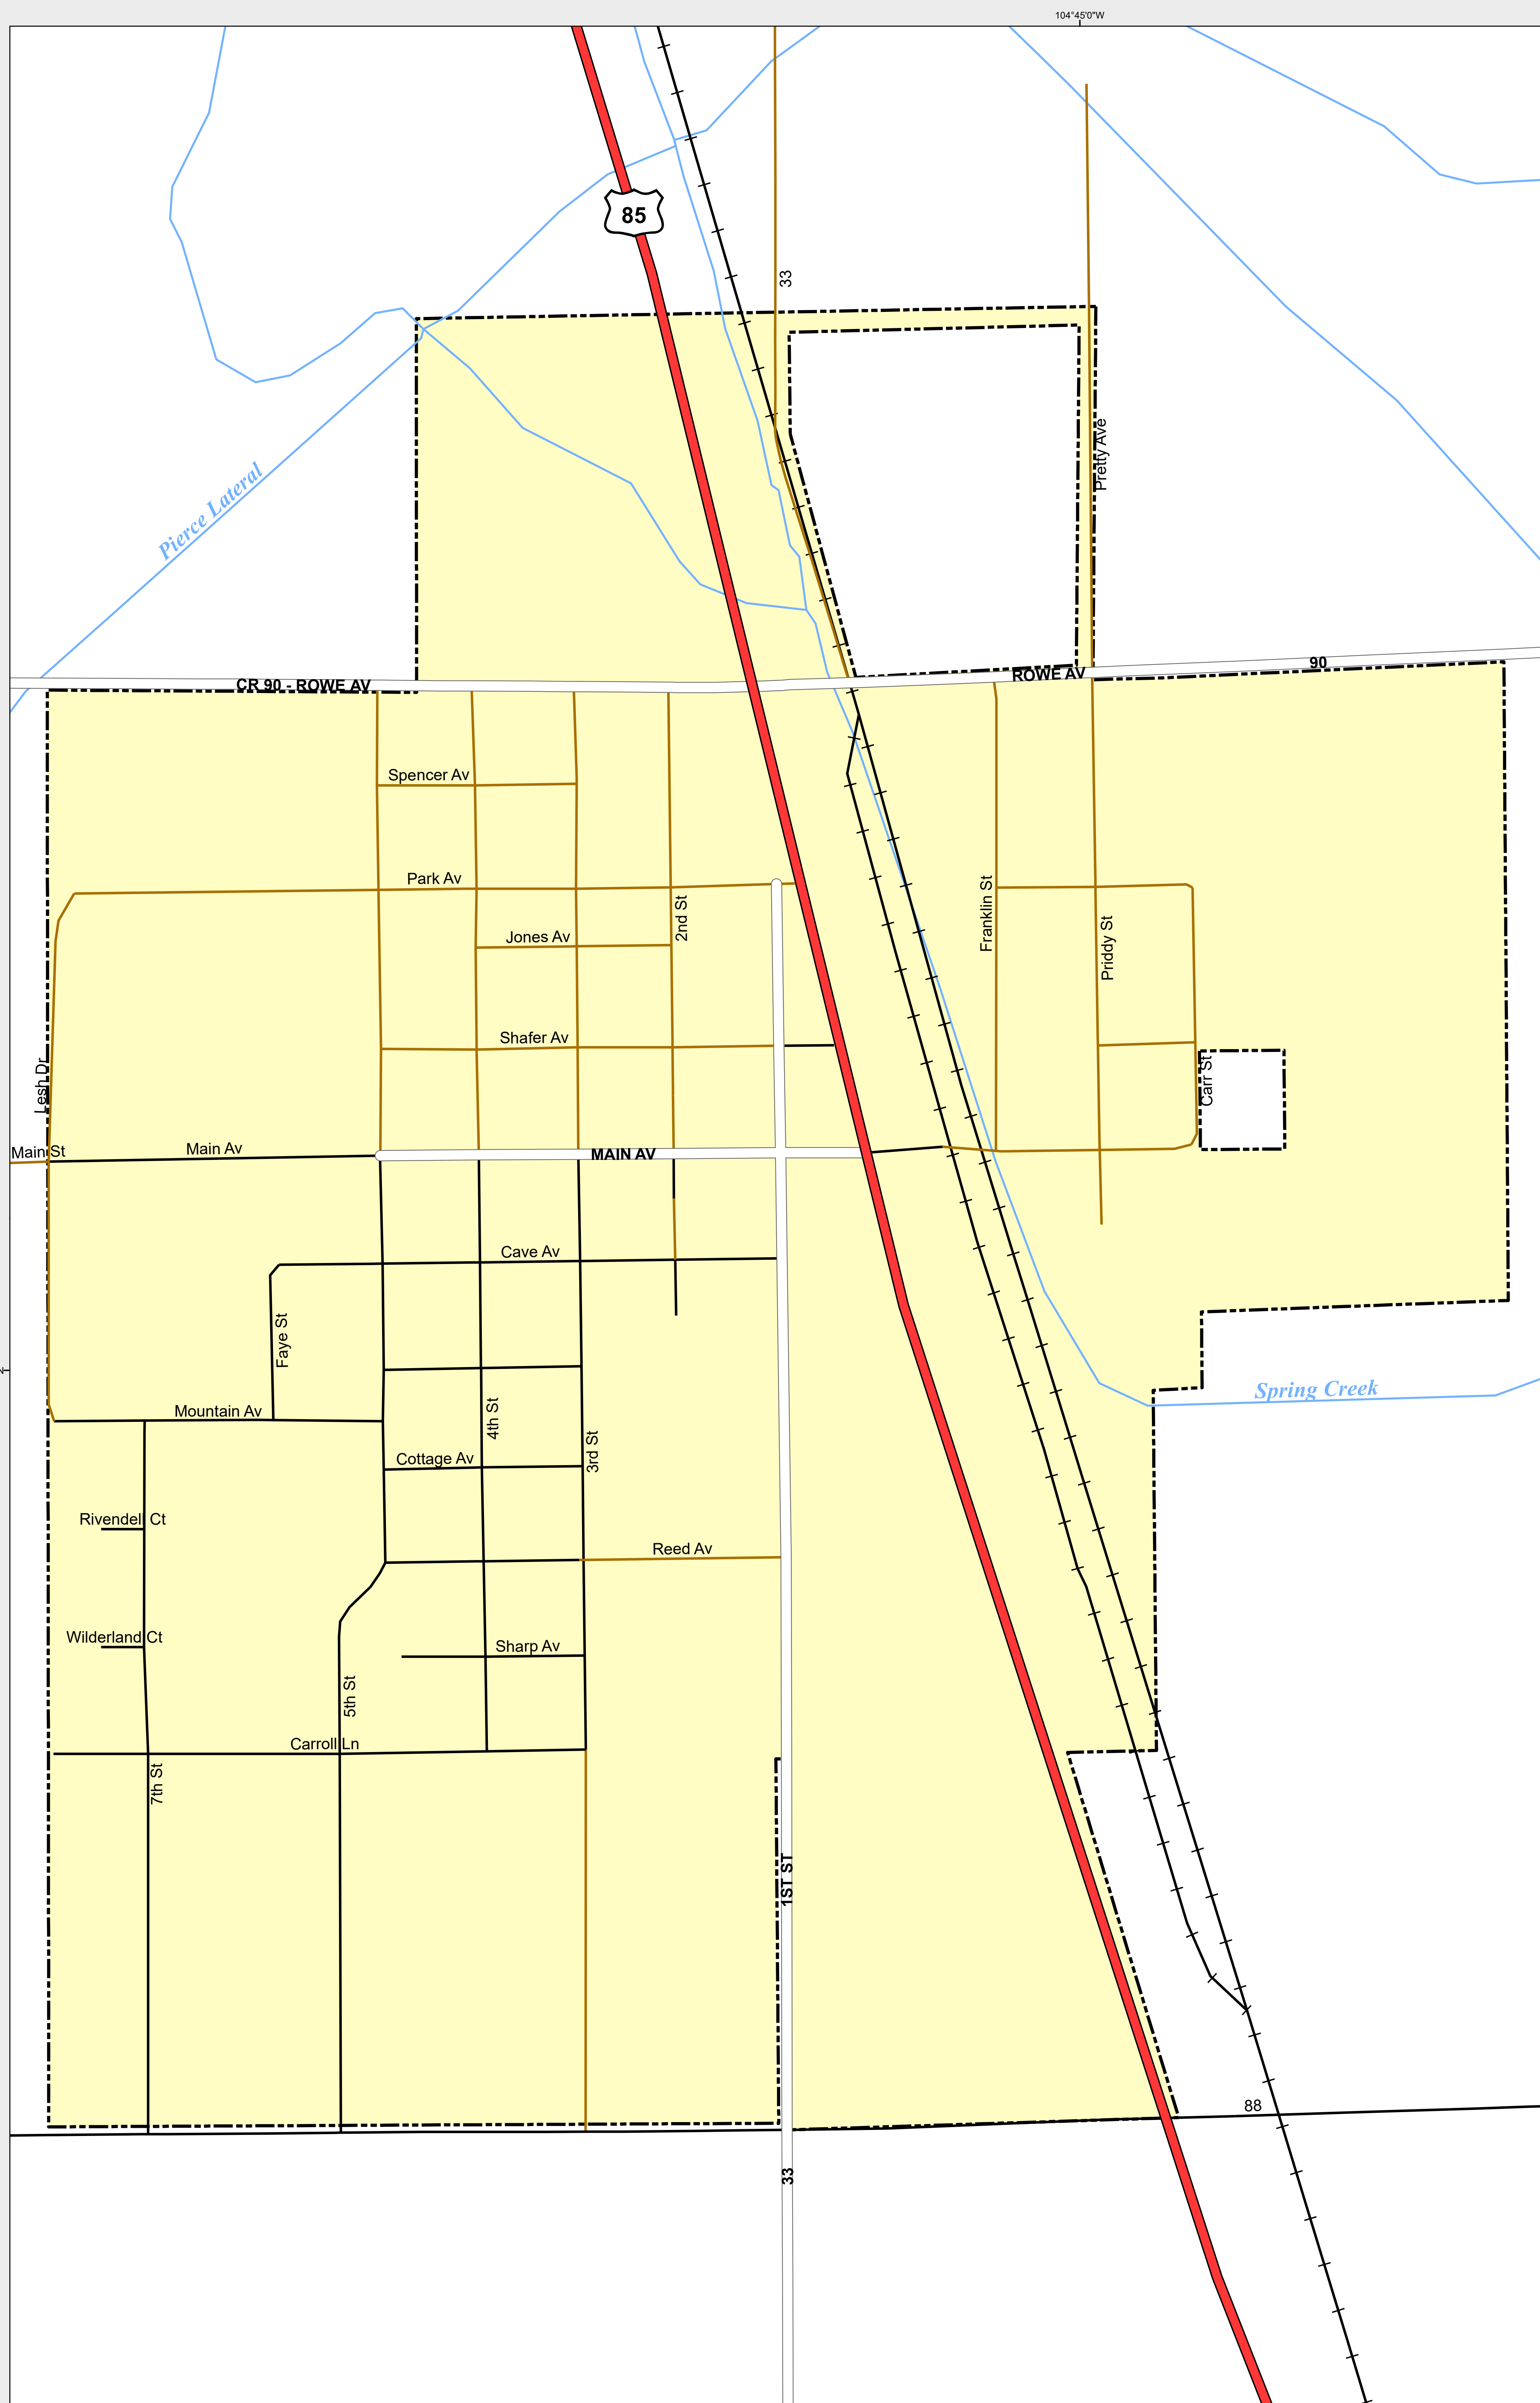 104°45'0"W
85
33
Pretty Ave
Pierce Lateral
CR 90 - ROWE AV
ROWE AV
90
Spencer Av
Park Av
2nd St
Franklin St
Priddy St
Jones Av
Shafer Av
Lesh Dr
Carr St
Main St
Main Av
MAIN AV
Cave Av
Faye St
Spring Creek
Mountain Av
4th St
3rd St
Cottage Av
Rivendell Ct
Reed Av
Wilderland Ct
Sharp Av
5th St
Carroll Ln
7th St
1ST ST
88
33